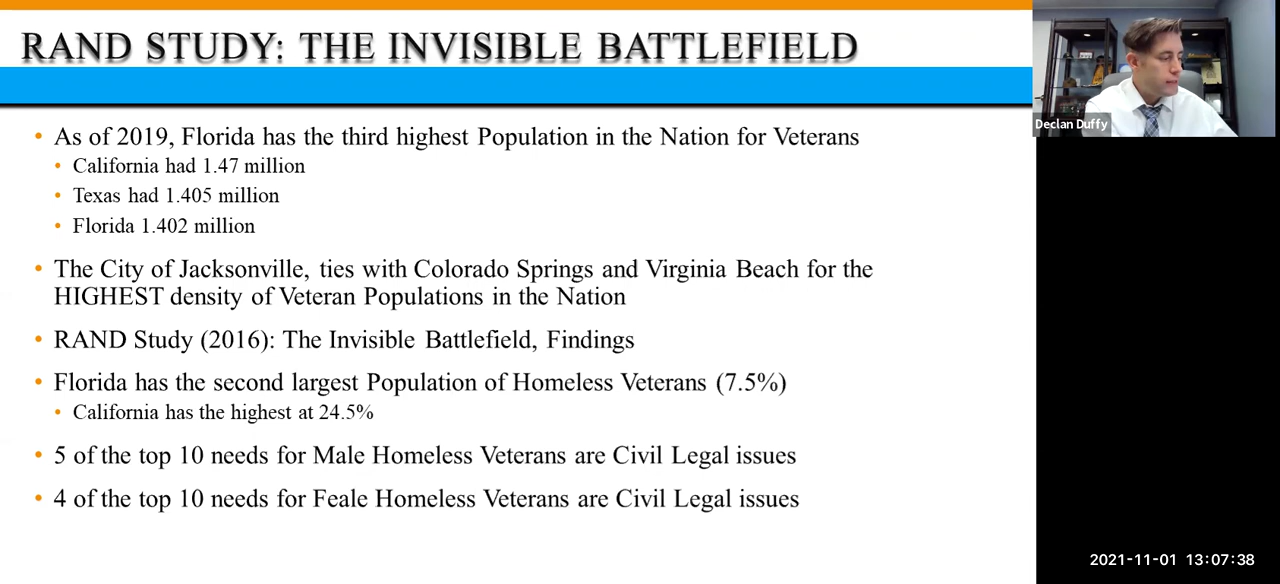 RAND STUDY: THE INVISIBLE BATTLEFIELD
• As of 2019, Florida has the third highest Population in the Nation for Veterans
• California had 1.47 million
• Texas had 1.405 million
• Florida 1.402 million
• The City of Jacksonville, ties with Colorado Springs and Virginia Beach for the
HIGHEST density of Veteran Populations in the Nation
• RAND Study (2016): The Invisible Battlefield, Findings
• Florida has the second largest Population of Homeless Veterans (7.5%)
• California has the highest at 24.5%
• 5 of the top 10 needs for Male Homeless Veterans are Civil Legal issues
• 4 of the top 10 needs for Feale Homeless Veterans are Civil Legal issues
Declan Duffy
2021-11-01 13:07:38